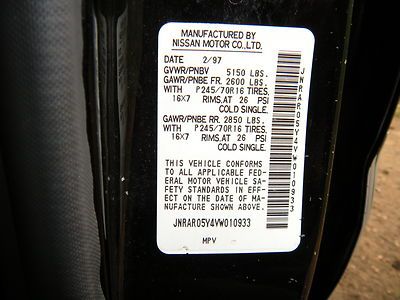 MANUFACTURED BY
NISSAN MOTOR CO.,LTD.
DATE 2/97
GVWR/PNBV 5150 LBS.
GAWR/PNBE FR. 2600 LBS.
WITH P245/70R16 TIRES,
16X7 RIMS,AT 26 PSI
COLD SINGLE.
GAWR/PNBE RR. 2850 LBS.
WITH P245/70R16 TIRES,
16X7 RIMS,AT 26 PSI
COLD SINGLE.
THIS VEHICLE CONFORMS
TO ALL APPLICABLE FED-
ERAL MOTOR VEHICLE SA-
FETY STANDARDS IN EFF-
ECT ON THE DATE OF MA-
NUFACTURE SHOWN ABOVE.
JNRAR05Y4VW010933
MPV
JNRAR05Y4VW010933